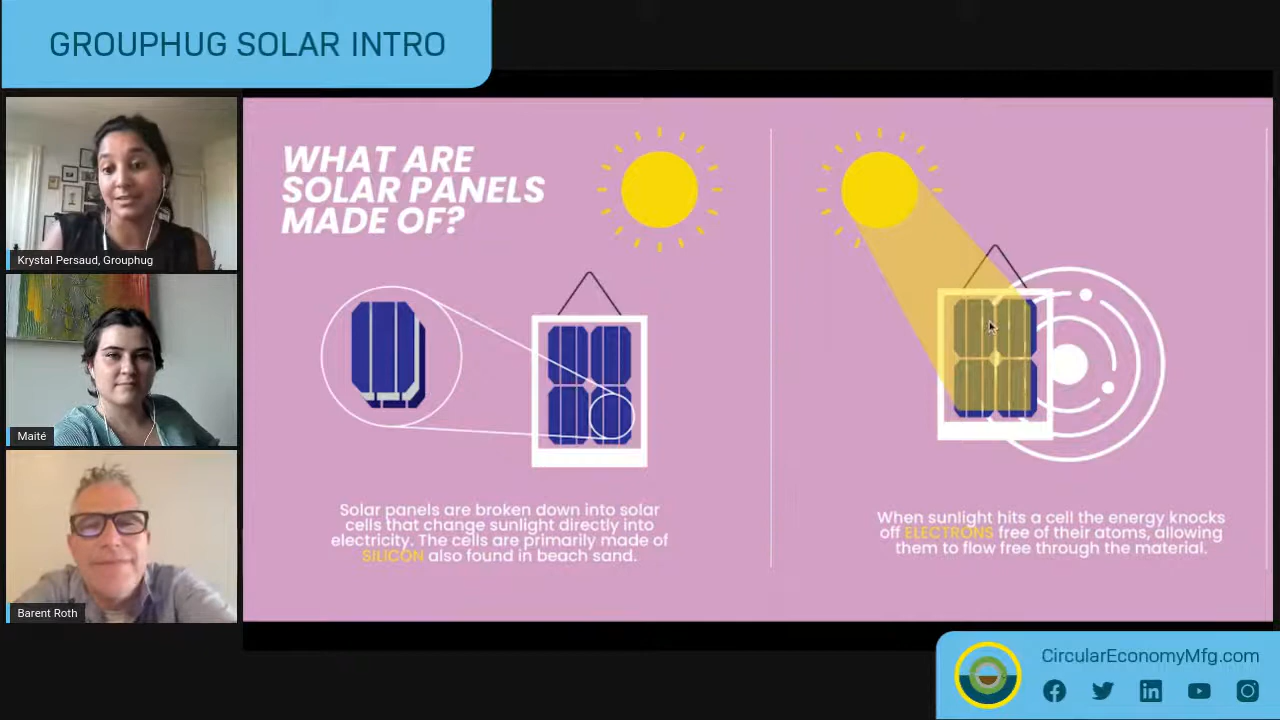 GROUPHUG SOLAR INTRO
Krystal Persaud, Grouphug
Maité
Barent Roth
WHAT ARE
SOLAR PANELS
MADE OF?
Solar panels are broken down into solar
cells that change sunlight directly into
electricity. The cells are primarily made of
SILICON also found in beach sand.
When sunlight hits a cell the energy knocks
off ELECTRONS free of their atoms, allowing
them to flow free through the material.
CircularEconomyMfg.com